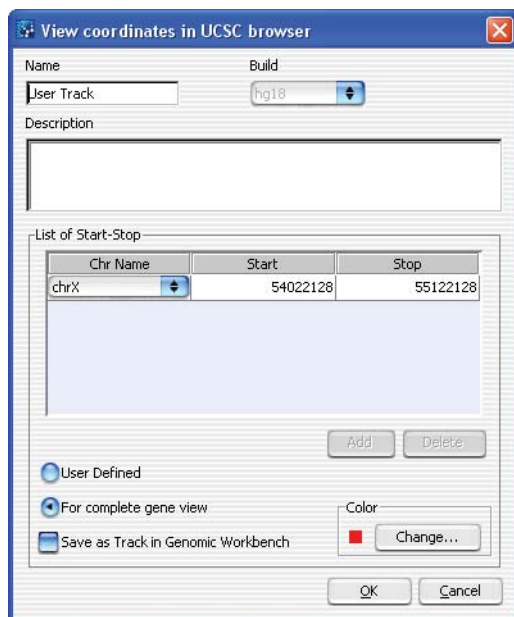 View coordinates in UCSC browser
Name Build
User Track hg18
Description
List of Start-Stop
Chr Name Start Stop
chrX 54022128 55122128
Add Delete
User Defined
For complete gene view Color
Save as Track in Genomic Workbench Change...
OK Cancel